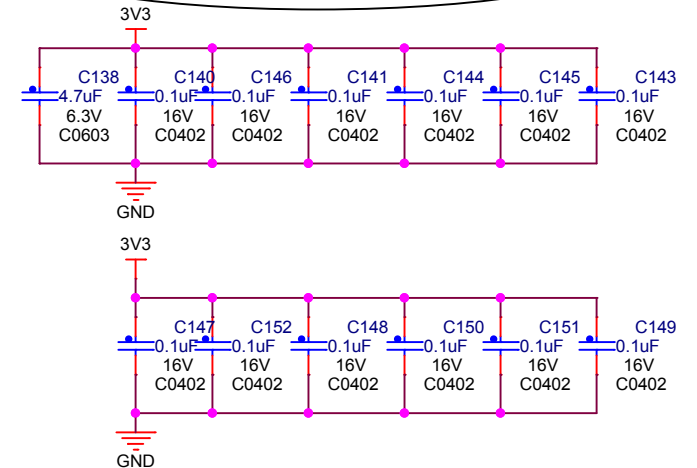 3V3
C138 C140 C146 C141 C144 C145 C143
4.7uF 0.1uF 0.1uF 0.1uF 0.1uF 0.1uF 0.1uF
6.3V 16V 16V 16V 16V 16V 16V
C0603 C0402 C0402 C0402 C0402 C0402 C0402
GND
3V3
C147 C152 C148 C150 C151 C149
0.1uF 0.1uF 0.1uF 0.1uF 0.1uF 0.1uF
16V 16V 16V 16V 16V 16V
C0402 C0402 C0402 C0402 C0402 C0402
GND